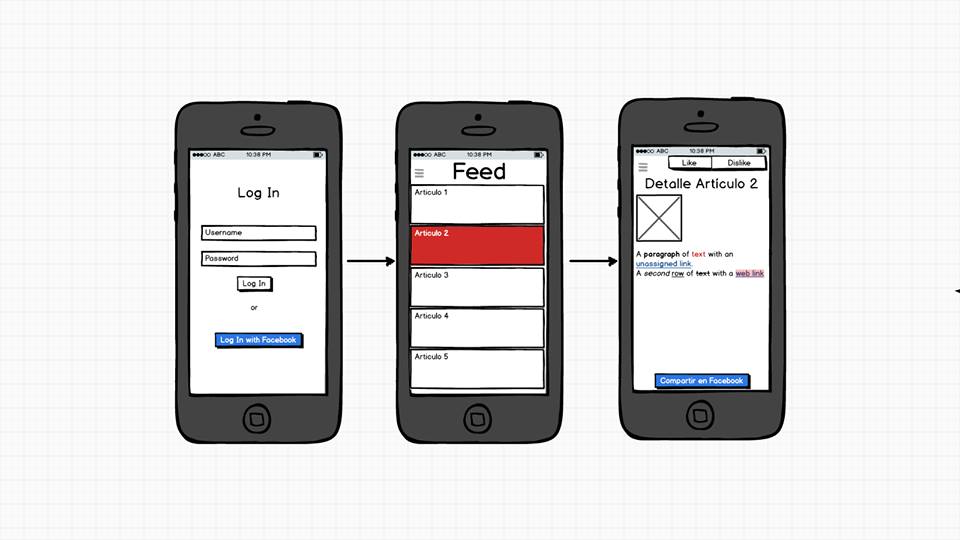 ●●●○○ ABC 10:38 PM
Log In
Username
Password
Log In
or
Log In with Facebook
●●●○○ ABC 10:38 PM
Feed
Articulo 1
Articulo 2
Articulo 3
Articulo 4
Articulo 5
●●●○○ ABC 10:38 PM
Like Dislike
Detalle Artículo 2
A paragraph of text with an
unassigned link.
A second row of text with a web link
Compartir en Facebook